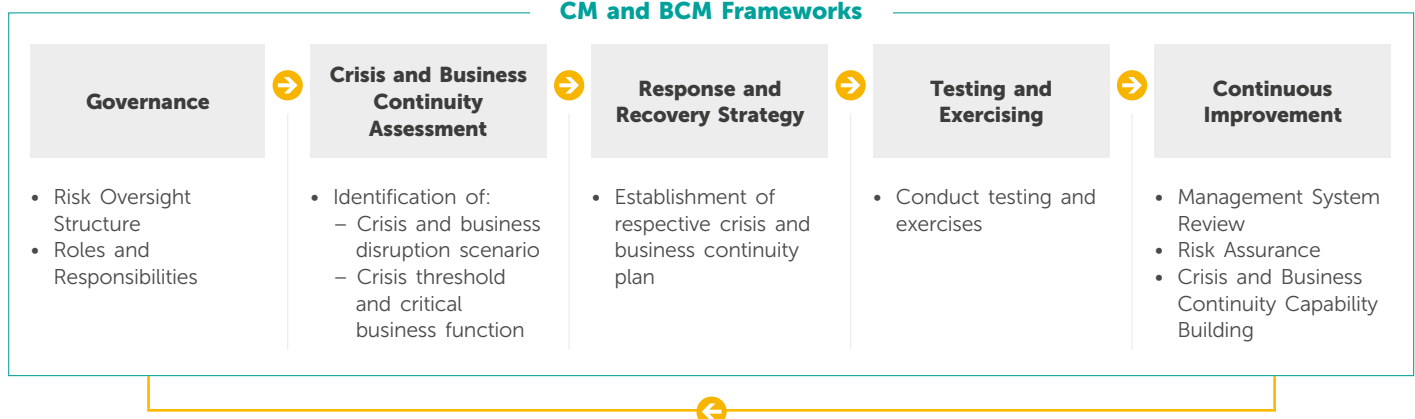 CM and BCM Frameworks
Governance
Crisis and Business
Continuity
Assessment
Response and
Recovery Strategy
Testing and
Exercising
Continuous
Improvement
• Risk Oversight
Structure
• Roles and
Responsibilities
• Identification of:
– Crisis and business
disruption scenario
– Crisis threshold
and critical
business function
• Establishment of
respective crisis and
business continuity
plan
• Conduct testing and
exercises
• Management System
Review
• Risk Assurance
• Crisis and Business
Continuity Capability
Building